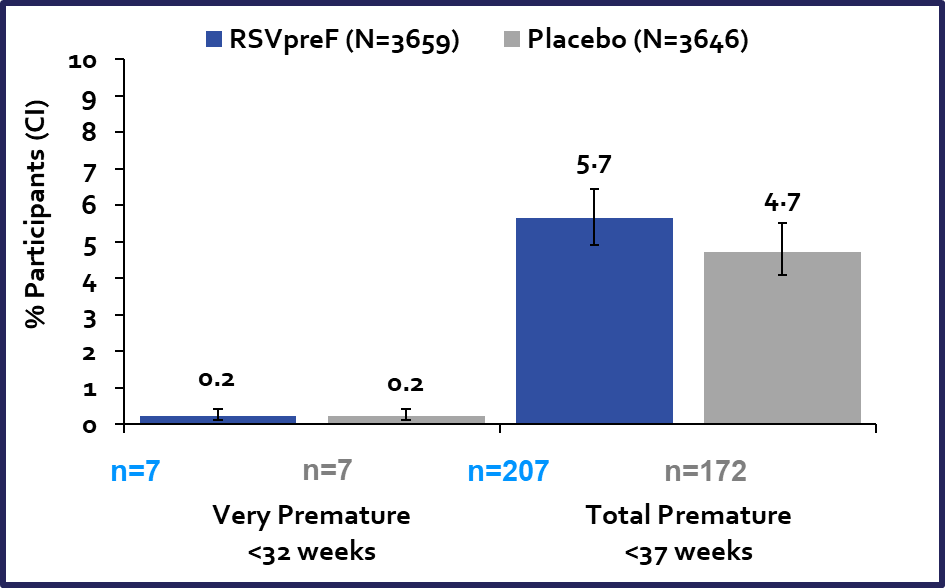 RSVpreF (N=3659) Placebo (N=3646)
% Participants (CI)
10
9
8
7
6
5
4
3
2
1
0
0.2
0.2
5.7
4.7
n=7 n=7 n=207 n=172
Very Premature
<32 weeks
Total Premature
<37 weeks